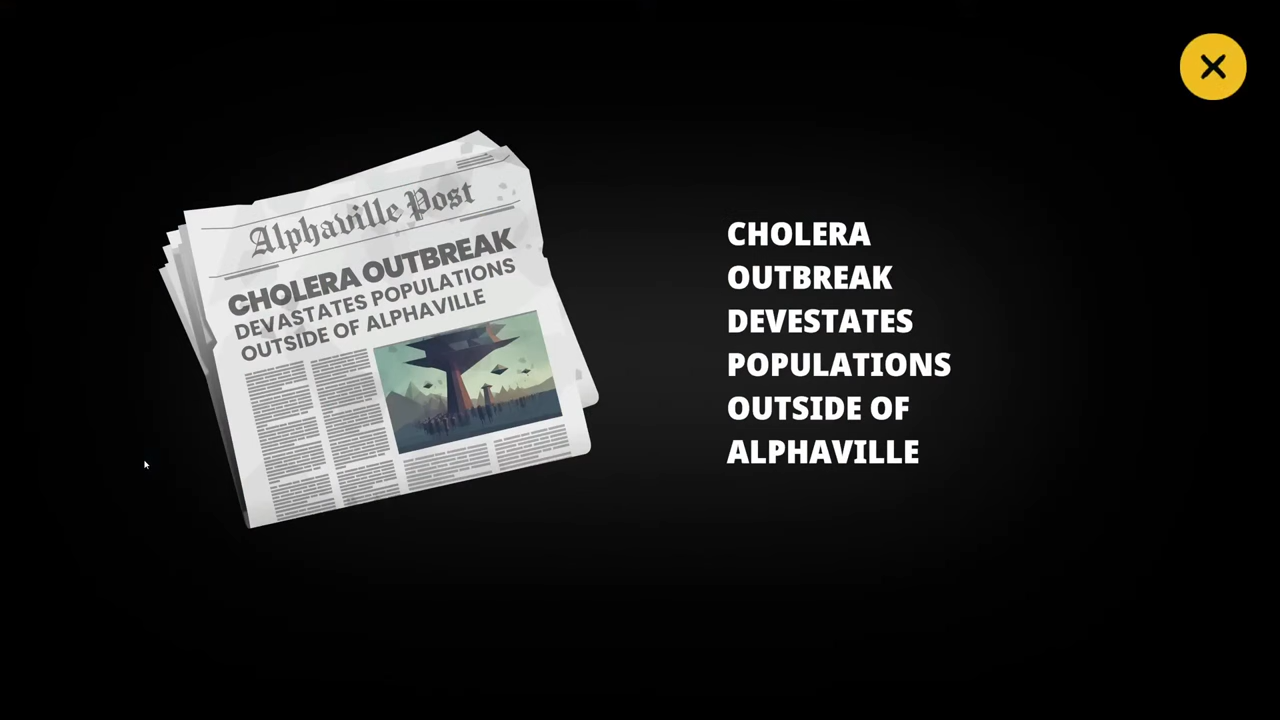 Alphaville Post
CHOLERA OUTBREAK
DEVASTATES POPULATIONS
OUTSIDE OF ALPHAVILLE
CHOLERA
OUTBREAK
DEVESTATES
POPULATIONS
OUTSIDE OF
ALPHAVILLE